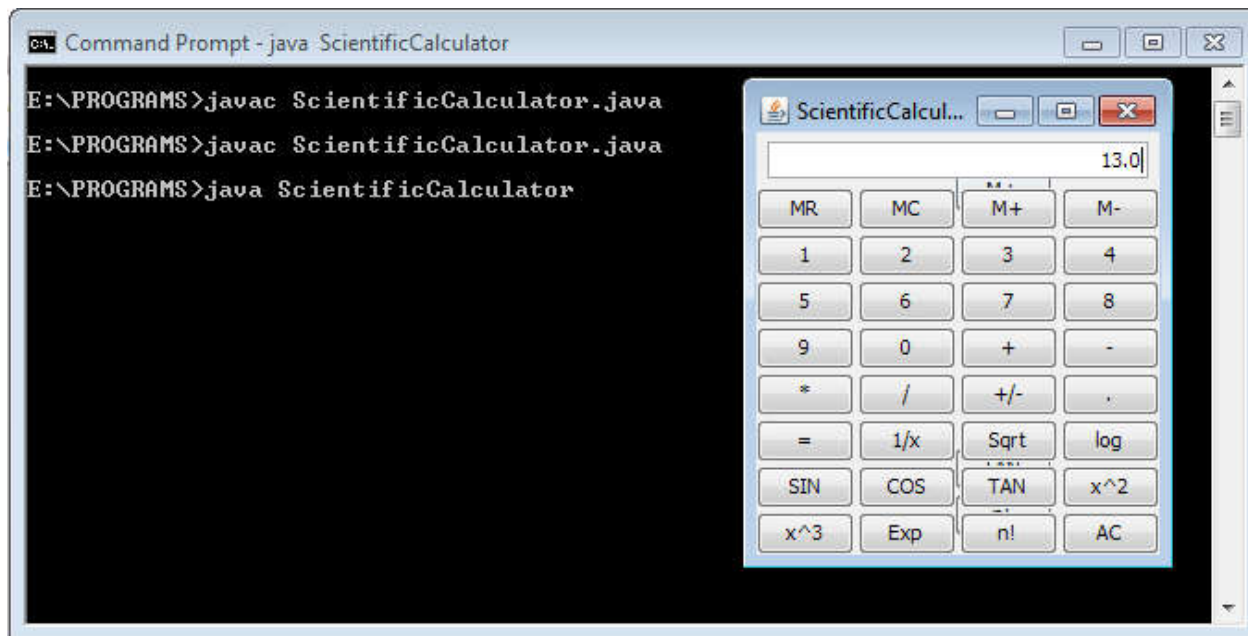 Command Prompt - java ScientificCalculator
E:\PROGRAMS>javac ScientificCalculator.java
E:\PROGRAMS>javac ScientificCalculator.java
E:\PROGRAMS>java ScientificCalculator
ScientificCalcul...
13.0
MR MC M+ M-
1 2 3 4
5 6 7 8
9 0 + -
* / +/- .
= 1/x Sqrt log
SIN COS TAN x^2
x^3 Exp n! AC